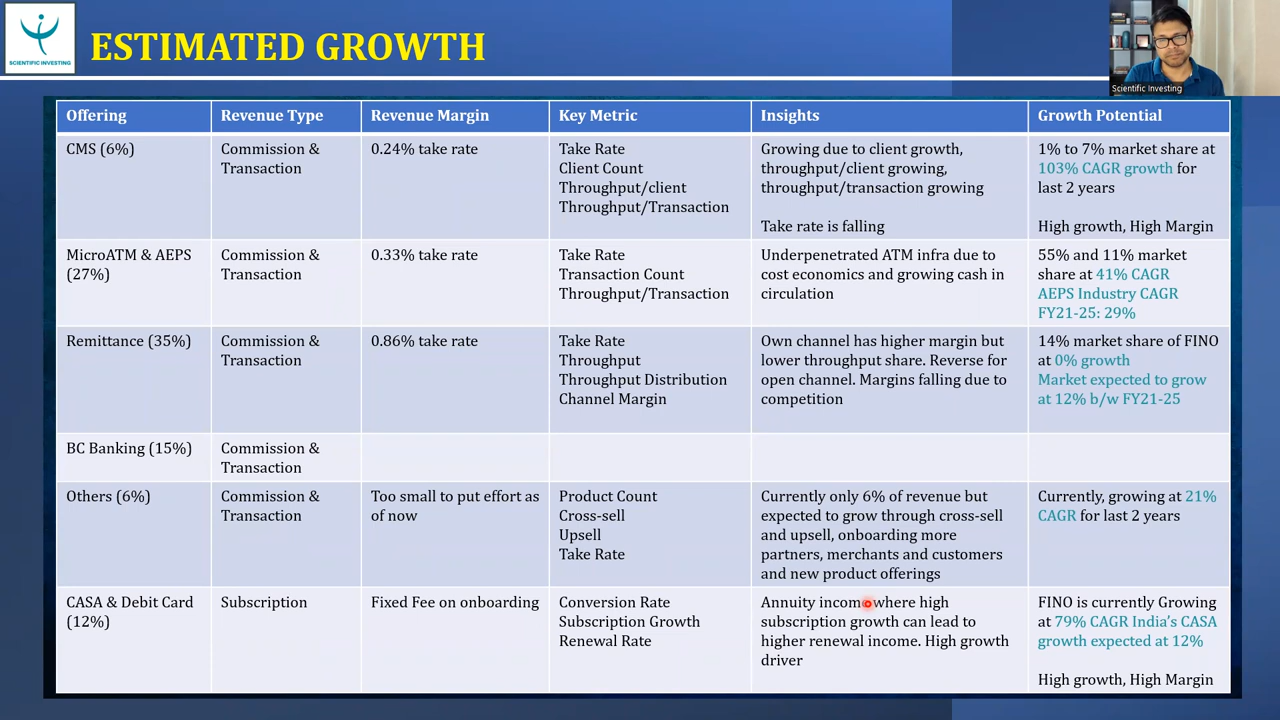 SCIENTIFIC INVESTING
ESTIMATED GROWTH
Scientific Investing
Offering
Revenue Type
Revenue Margin
Key Metric
Insights
Growth Potential
CMS (6%)
Commission &
Transaction
0.24% take rate
Take Rate
Client Count
Throughput/client
Throughput/Transaction
Growing due to client growth,
throughput/client growing,
throughput/transaction growing
Take rate is falling
1% to 7% market share at
103% CAGR growth for
last 2 years
High growth, High Margin
MicroATM & AEPS
(27%)
Commission &
Transaction
0.33% take rate
Take Rate
Transaction Count
Throughput/Transaction
Underpenetrated ATM infra due to
cost economics and growing cash in
circulation
55% and 11% market
share at 41% CAGR
AEPS Industry CAGR
FY21-25: 29%
Remittance (35%)
Commission &
Transaction
0.86% take rate
Take Rate
Throughput
Throughput Distribution
Channel Margin
Own channel has higher margin but
lower throughput share. Reverse for
open channel. Margins falling due to
competition
14% market share of FINO
at 0% growth
Market expected to grow
at 12% b/w FY21-25
BC Banking (15%)
Commission &
Transaction
Others (6%)
Commission &
Transaction
Too small to put effort as
of now
Product Count
Cross-sell
Upsell
Take Rate
Currently only 6% of revenue but
expected to grow through cross-sell
and upsell, onboarding more
partners, merchants and customers
and new product offerings
Currently, growing at 21%
CAGR for last 2 years
CASA & Debit Card
(12%)
Subscription
Fixed Fee on onboarding
Conversion Rate
Subscription Growth
Renewal Rate
Annuity income where high
subscription growth can lead to
higher renewal income. High growth
driver
FINO is currently Growing
at 79% CAGR India's CASA
growth expected at 12%
High growth, High Margin